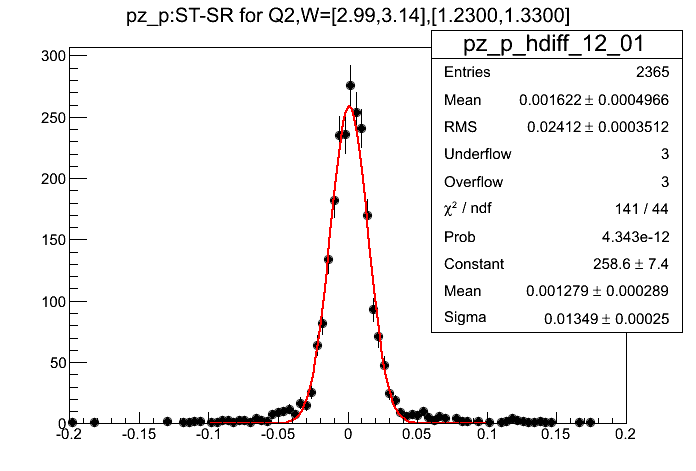 pz_p:ST-SR for Q2,W=[2.99,3.14],[1.2300,1.3300]
pz_p_hdiff_12_01
Entries 2365
Mean 0.001622 ± 0.0004966
RMS 0.02412 ± 0.0003512
Underflow 3
Overflow 3
χ² / ndf 141 / 44
Prob 4.343e-12
Constant 258.6 ± 7.4
Mean 0.001279 ± 0.000289
Sigma 0.01349 ± 0.00025
300
250
200
150
100
50
0
-0.2 -0.15 -0.1 -0.05 0 0.05 0.1 0.15 0.2